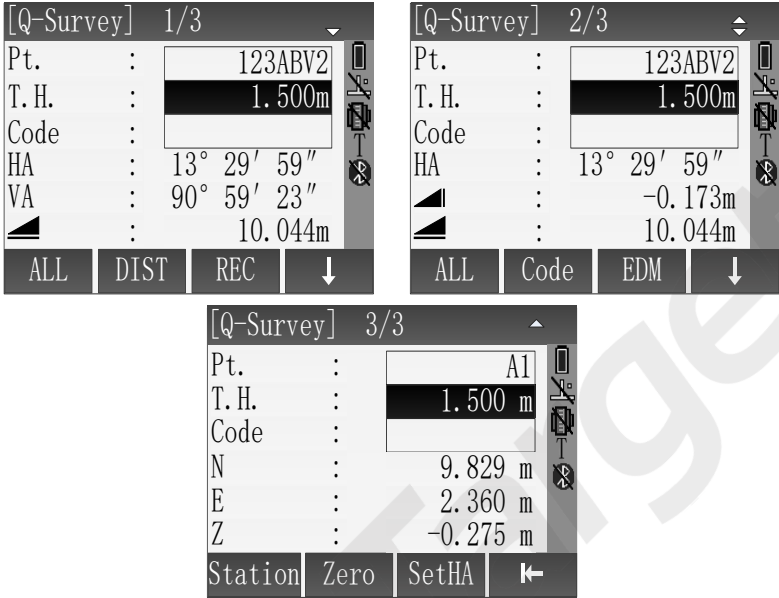 [Q-Survey] 1/3
Pt. : 123ABV2
T.H. : 1.500m
Code :
HA : 13° 29′ 59″
VA : 90° 59′ 23″
: 10.044m
ALL DIST REC ↓
T
[Q-Survey] 2/3
Pt. : 123ABV2
T.H. : 1.500m
Code :
HA : 13° 29′ 59″
: -0.173m
: 10.044m
ALL Code EDM ↓
T
[Q-Survey] 3/3
Pt. : A1
T.H. : 1.500 m
Code :
N : 9.829 m
E : 2.360 m
Z : -0.275 m
Station Zero SetHA
T
Target